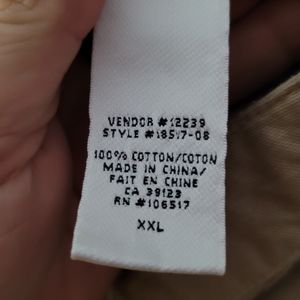 VENDOR #12239
STYLE #18517-08
100% COTTON/COTON
MADE IN CHINA/
FAIT EN CHINE
CA 39123
RN #106517
XXL